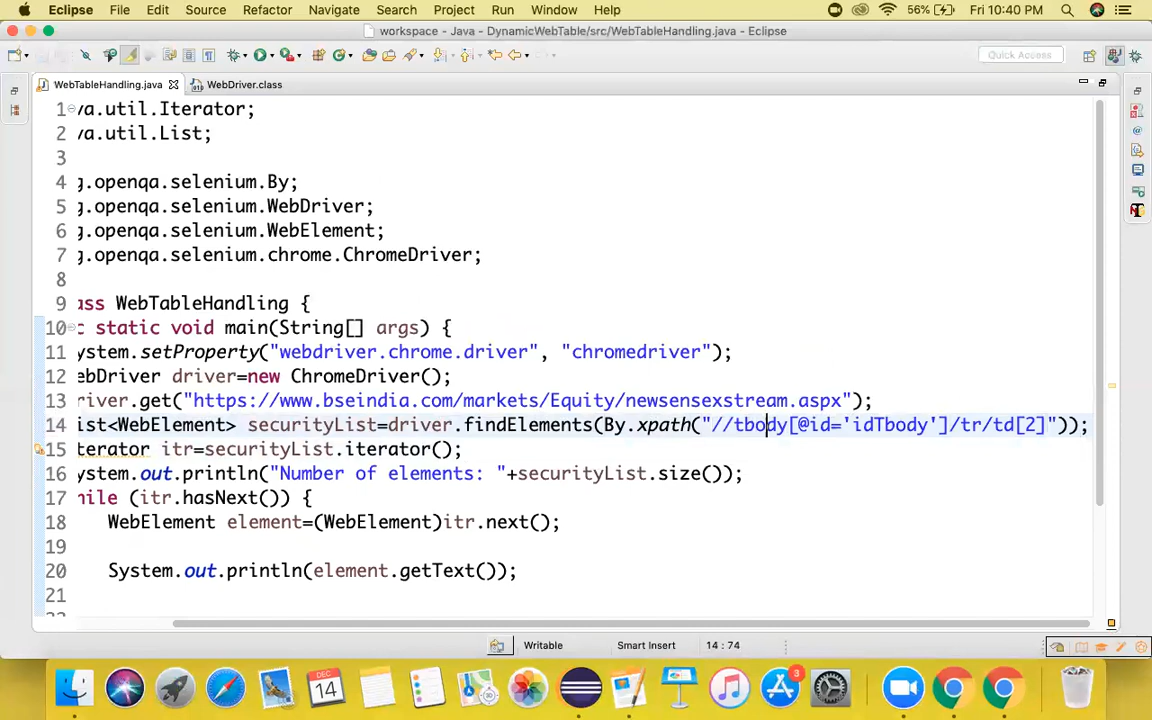 Eclipse File Edit Source Refactor Navigate Search Project Run Window Help 56% Fri 10:40 PM
workspace - Java - DynamicWebTable/src/WebTableHandling.java - Eclipse
Quick Access
WebTableHandling.java WebDriver.class
1 va.util.Iterator;
2 va.util.List;
3
4 g.openqa.selenium.By;
5 g.openqa.selenium.WebDriver;
6 g.openqa.selenium.WebElement;
7 g.openqa.selenium.chrome.ChromeDriver;
8
9 ass WebTableHandling {
10 c static void main(String[] args) {
11 ystem.setProperty("webdriver.chrome.driver", "chromedriver");
12 ebDriver driver=new ChromeDriver();
13 river.get("https://www.bseindia.com/markets/Equity/newsensexstream.aspx");
14 ist<WebElement> securityList=driver.findElements(By.xpath("//tbody[@id='idTbody']/tr/td[2]"));
15 terator itr=securityList.iterator();
16 ystem.out.println("Number of elements: "+securityList.size());
17 hile (itr.hasNext()) {
18 WebElement element=(WebElement)itr.next();
19
20 System.out.println(element.getText());
21
Writable Smart Insert 14 : 74
DEC
14
3